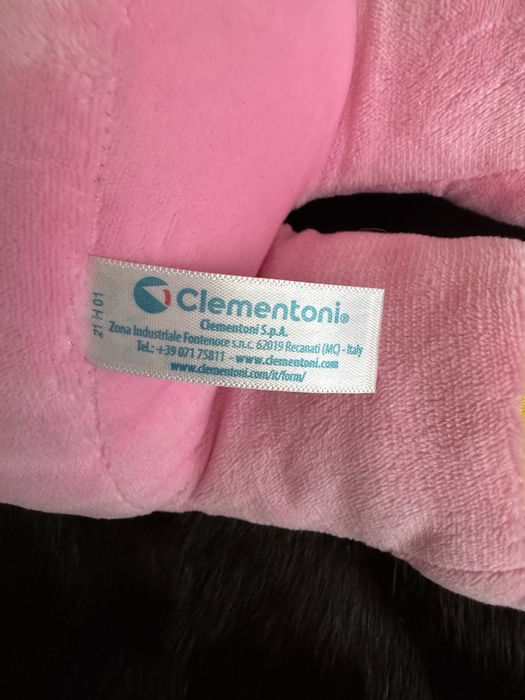 Clementoni®
Clementoni S.p.A.
Zona Industriale Fontenoce s.n.c. 62019 Recanati (MC) - Italy
Tel.: +39 071 75811 - www.clementoni.com
www.clementoni.com/it/form/
21 H 01